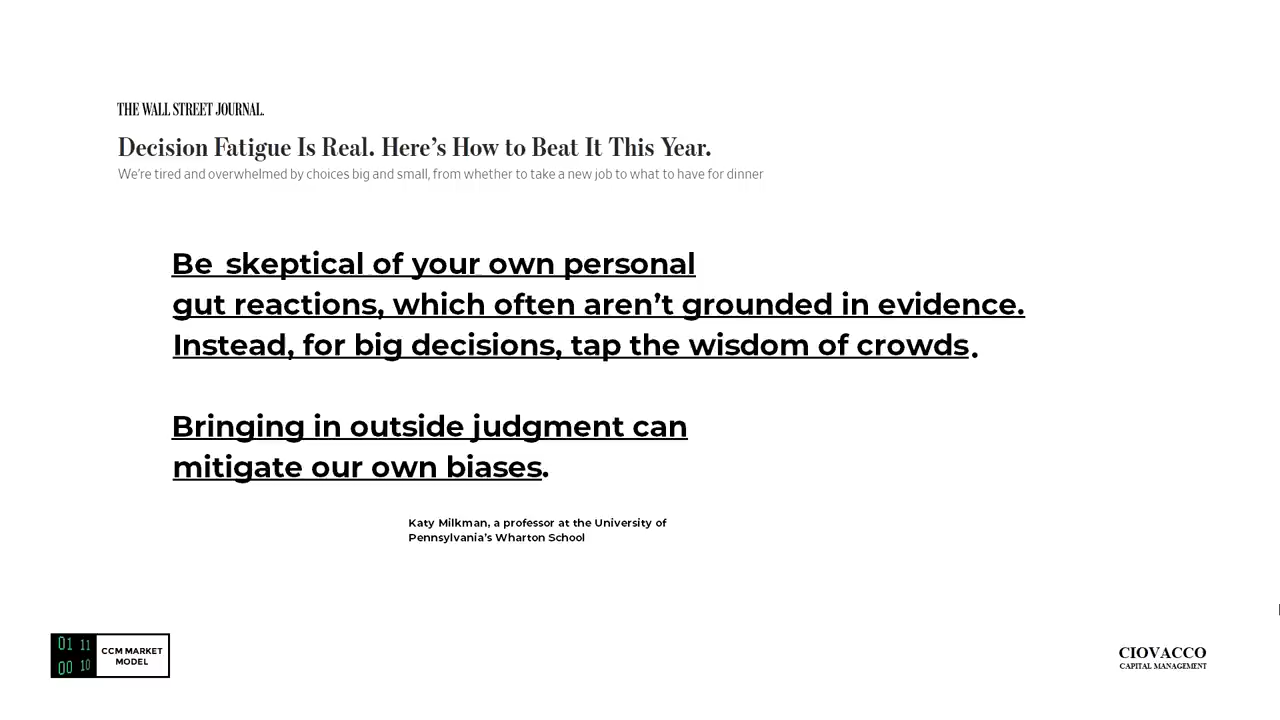 THE WALL STREET JOURNAL.
Decision Fatigue Is Real. Here’s How to Beat It This Year.
We’re tired and overwhelmed by choices big and small, from whether to take a new job to what to have for dinner
Be skeptical of your own personal
gut reactions, which often aren’t grounded in evidence.
Instead, for big decisions, tap the wisdom of crowds.
Bringing in outside judgment can
mitigate our own biases.
Katy Milkman, a professor at the University of
Pennsylvania’s Wharton School
01 11
00 10
CCM MARKET
MODEL
CIOVACCO
CAPITAL MANAGEMENT